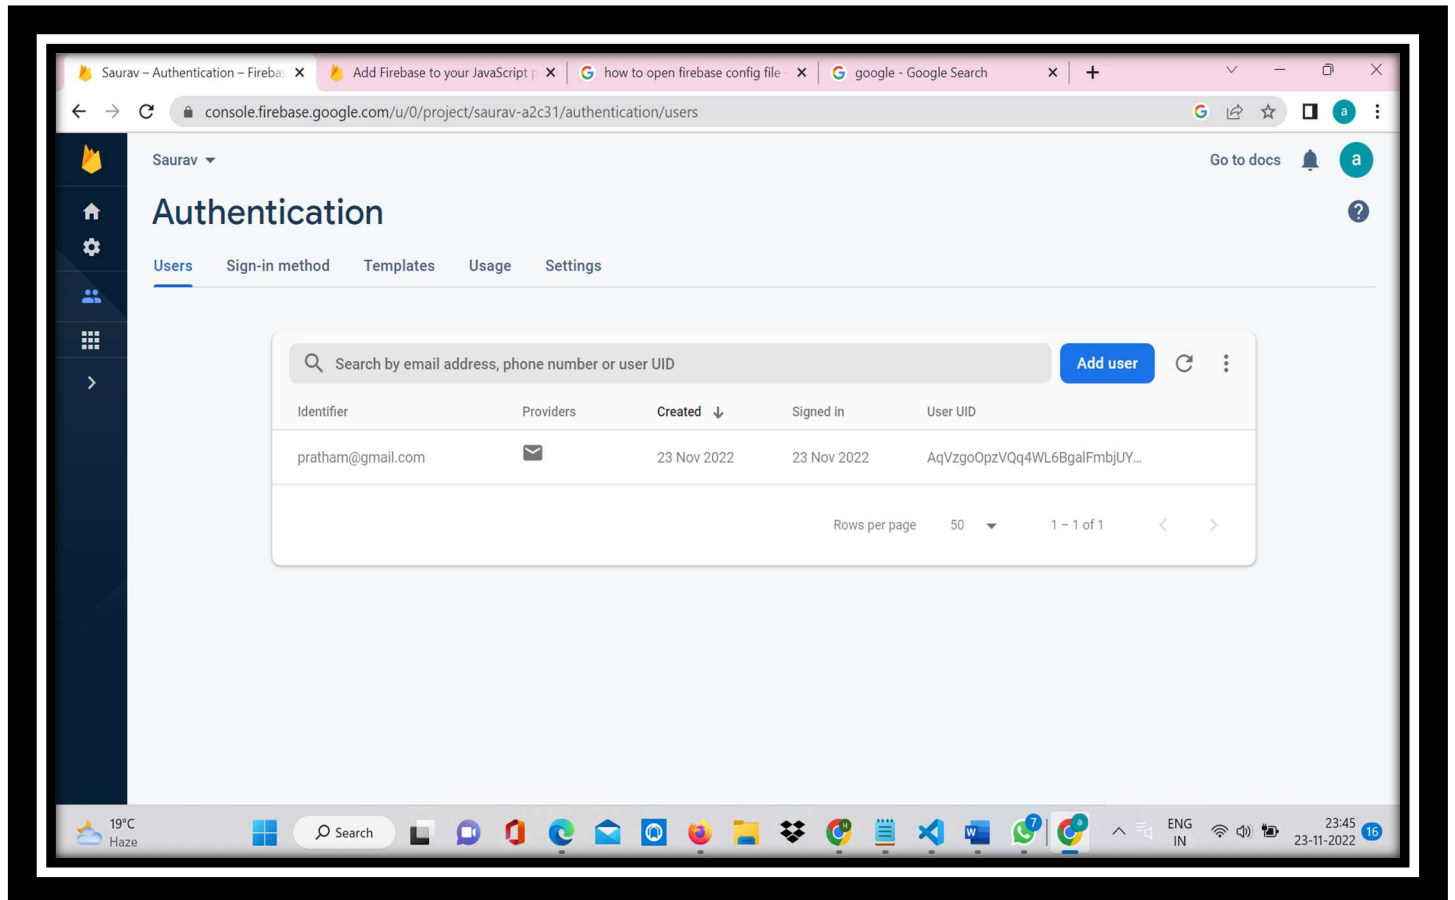 Saurav – Authentication – Fireba
Add Firebase to your JavaScript p
how to open firebase config file -
google - Google Search
console.firebase.google.com/u/0/project/saurav-a2c31/authentication/users
a
Saurav
Go to docs
a
Authentication
Users Sign-in method Templates Usage Settings
Search by email address, phone number or user UID
Add user
Identifier Providers Created Signed in User UID
pratham@gmail.com 23 Nov 2022 23 Nov 2022 AqVzgoOpzVQq4WL6BgalFmbjUY...
Rows per page 50 1 – 1 of 1
19°C
Haze
Search
7
a
ENG
IN
23:45
23-11-2022
16